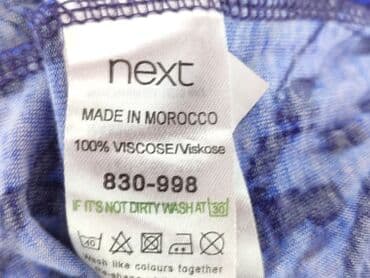 next
MADE IN MOROCCO
100% VISCOSE/Viskose
830-998
IF IT'S NOT DIRTY WASH AT 30
40
Wash like colours together